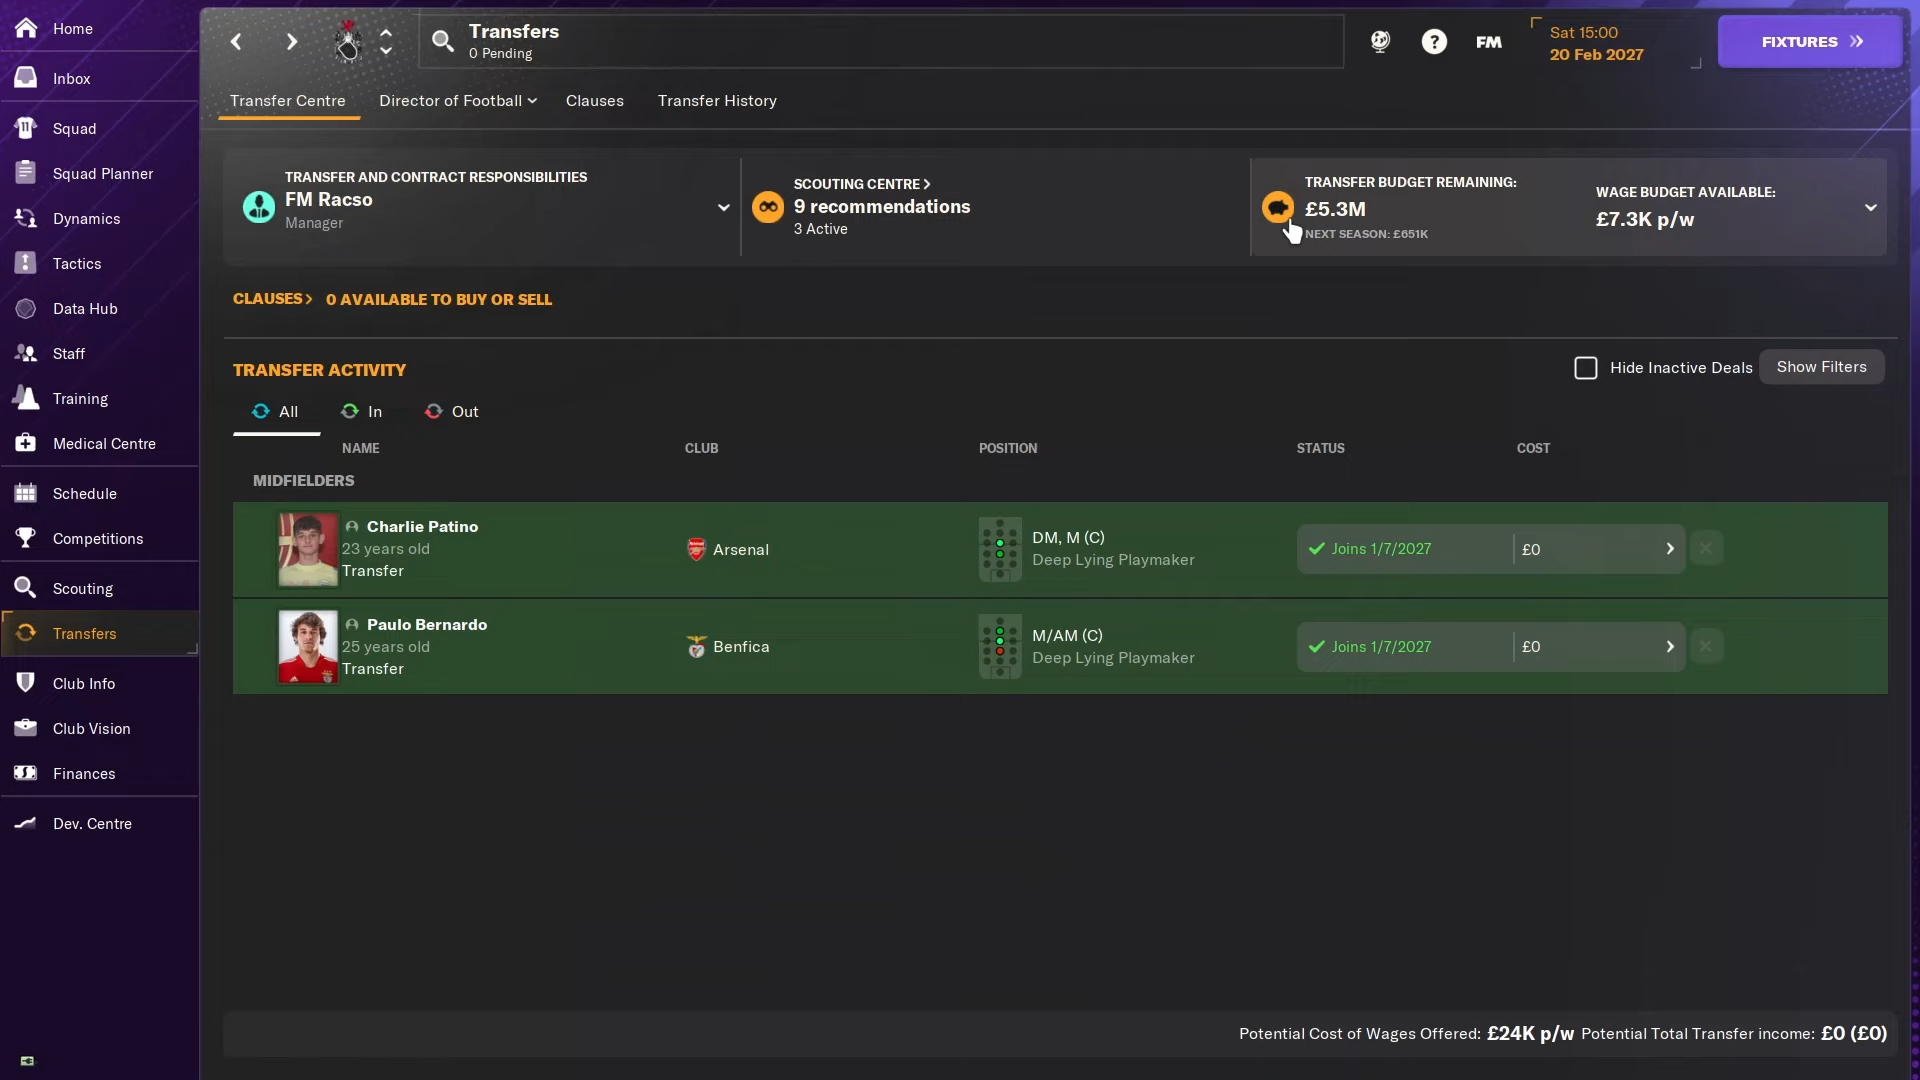 Home
Inbox
Squad
Squad Planner
Dynamics
Tactics
Data Hub
Staff
Training
Medical Centre
Schedule
Competitions
Scouting
Transfers
Club Info
Club Vision
Finances
Dev. Centre
Transfers
0 Pending
?
FM
Sat 15:00
20 Feb 2027
FIXTURES
Transfer Centre Director of Football Clauses Transfer History
TRANSFER AND CONTRACT RESPONSIBILITIES
FM Racso
Manager
SCOUTING CENTRE >
9 recommendations
3 Active
TRANSFER BUDGET REMAINING:
£5.3M
NEXT SEASON: £651K
WAGE BUDGET AVAILABLE:
£7.3K p/w
CLAUSES > 0 AVAILABLE TO BUY OR SELL
TRANSFER ACTIVITY
Hide Inactive Deals Show Filters
All In Out
NAME CLUB POSITION STATUS COST
MIDFIELDERS
Charlie Patino
23 years old
Transfer
Arsenal
DM, M (C)
Deep Lying Playmaker
Joins 1/7/2027
£0
Paulo Bernardo
25 years old
Transfer
Benfica
M/AM (C)
Deep Lying Playmaker
Joins 1/7/2027
£0
Potential Cost of Wages Offered: £24K p/w Potential Total Transfer income: £0 (£0)